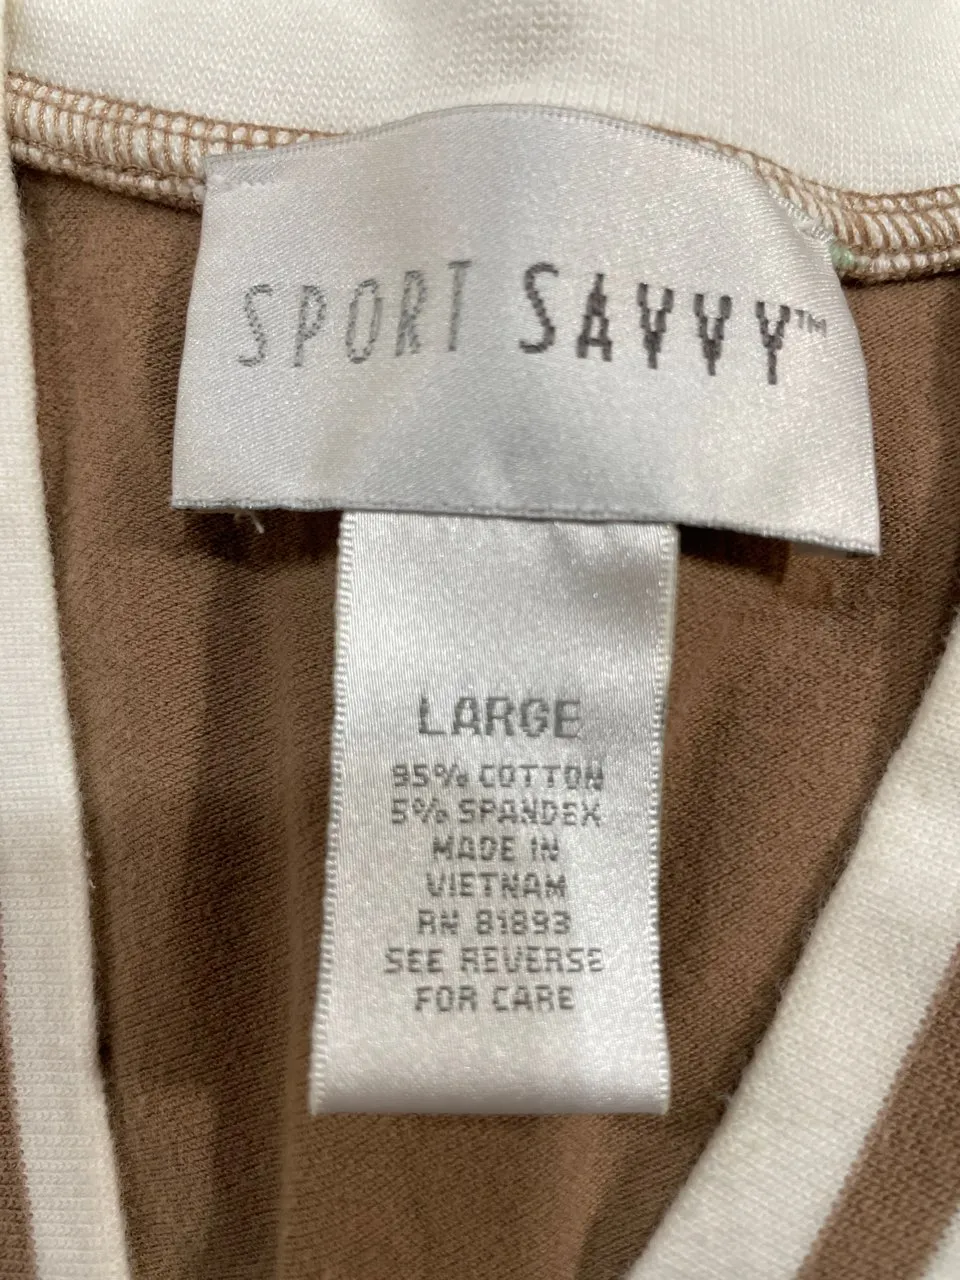 SPORT SAVVY™
LARGE
95% COTTON
5% SPANDEX
MADE IN
VIETNAM
RN 81893
SEE REVERSE
FOR CARE